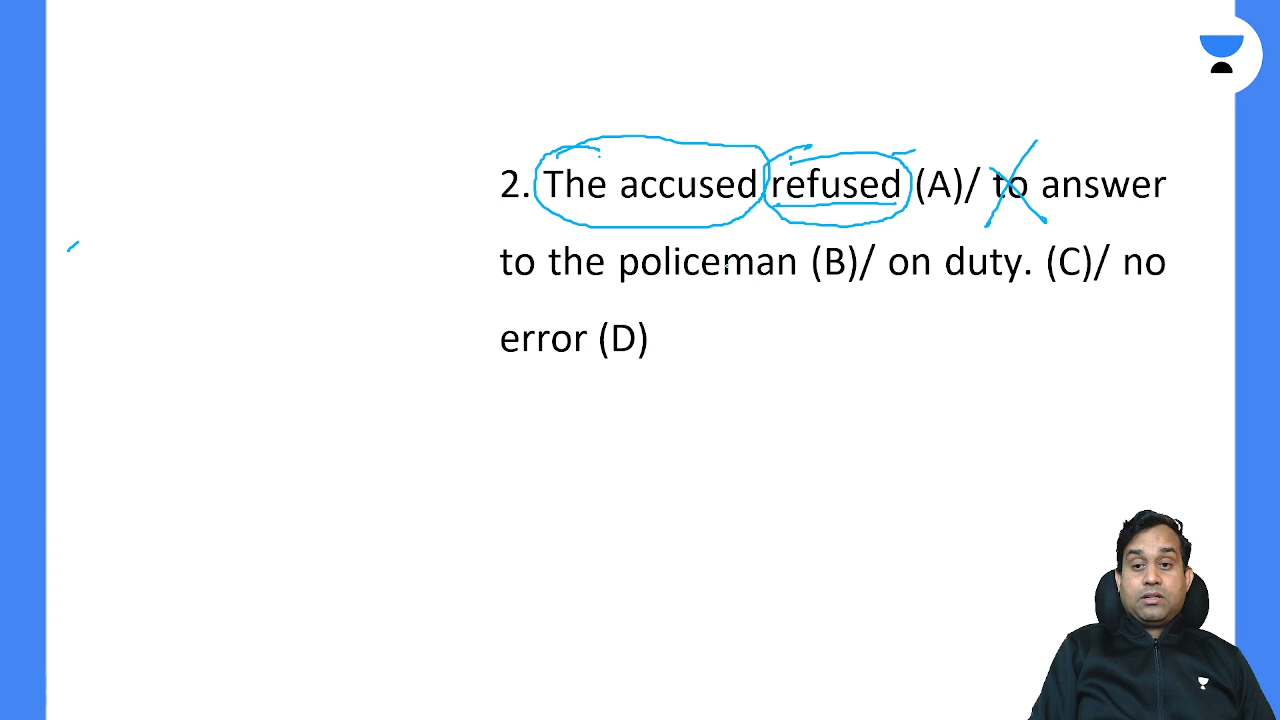 2. The accused refused (A)/ to answer
to the policeman (B)/ on duty. (C)/ no
error (D)